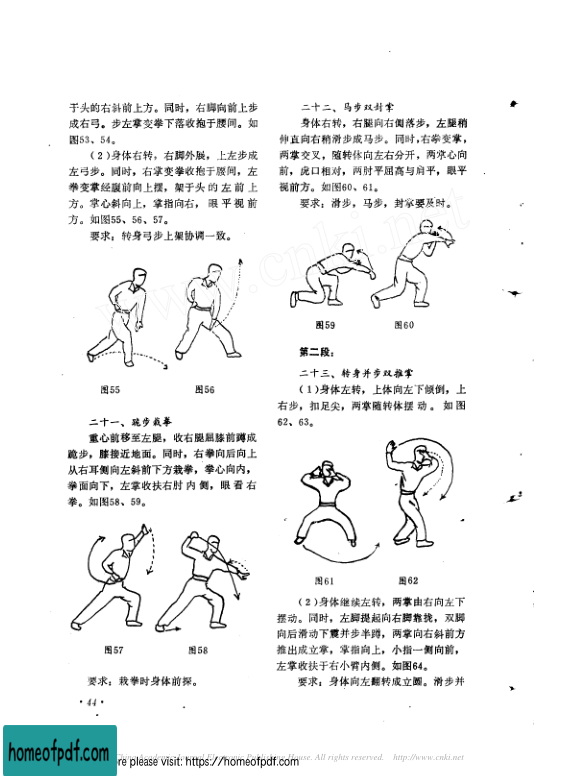 于头的右斜前上方。同时，右脚向前上步
成右弓。步左掌变拳下落收抱于腰间。如
图53、54。
（2）身体右转，右脚外展，上左步成
左弓步。同时，右掌变拳收抱于腰间，左
拳变掌经腹前向上摆，架于头的左前上
方。掌心斜向上，掌指向右，眼平视前
方。如图55、56、57。
要求：转身弓步上架协调一致。
图55
图56
二十一、跪步栽拳
重心前移至左腿，收右腿屈膝前蹲成
跪步，膝接近地面。同时，右拳向后向上
从右耳侧向左斜前下方栽拳，拳心向内，
拳面向下，左掌收扶右肘内侧，眼看右
拳。如图58、59。
图57
图58
要求：栽拳时身体前探。
·44·
二十二、马步双封掌
身体右转，右腿向右侧落步，左腿稍
伸直向右稍滑步成马步。同时，右拳变掌，
两掌交叉，随转体向左右分开，两掌心向
前，虎口相对，两肘平屈高与肩平，眼平
视前方。如图60、61。
要求：滑步，马步，封掌要及时。
图59
图60
第二段：
二十三、转身并步双推掌
（1）身体左转，上体向左下倾倒，上
右步，扣足尖，两掌随转体摆动。如图
62、63。
图61
图62
（2）身体继续左转，两掌由右向左下
摆动。同时，左脚提起向右脚靠拢，双脚
向后滑动下震并步半蹲，两掌向右斜前方
推出成立掌，掌指向上，小指一侧向前，
左掌收扶于右小臂内侧。如图64。
要求：身体向左翻转成立圆。滑步并
www.cnki.net
House. All rights reserved. http://www.cnki.net
homeofpdf.com
re please visit: https://homeofpdf.com